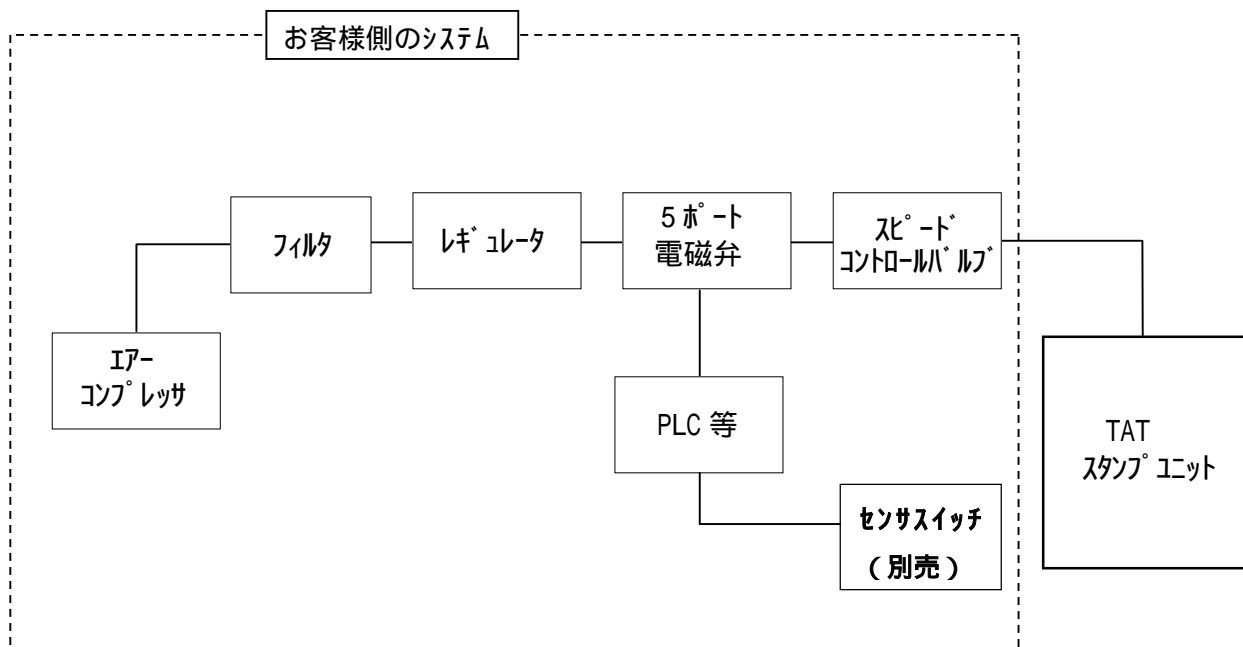 お客様側のｼｽﾃﾑ
フィルタ
ﾚｷﾞｭﾚｰﾀ
5ﾎﾟｰﾄ
電磁弁
ｽﾋﾟｰﾄﾞ
ｺﾝﾄﾛｰﾙﾊﾞﾙﾌﾞ
ｴｱｰ
ｺﾝﾌﾟﾚｯｻ
PLC 等
TAT
ｽﾀﾝﾌﾟﾕﾆｯﾄ
ｾﾝｻｽｲｯﾁ
（別売）